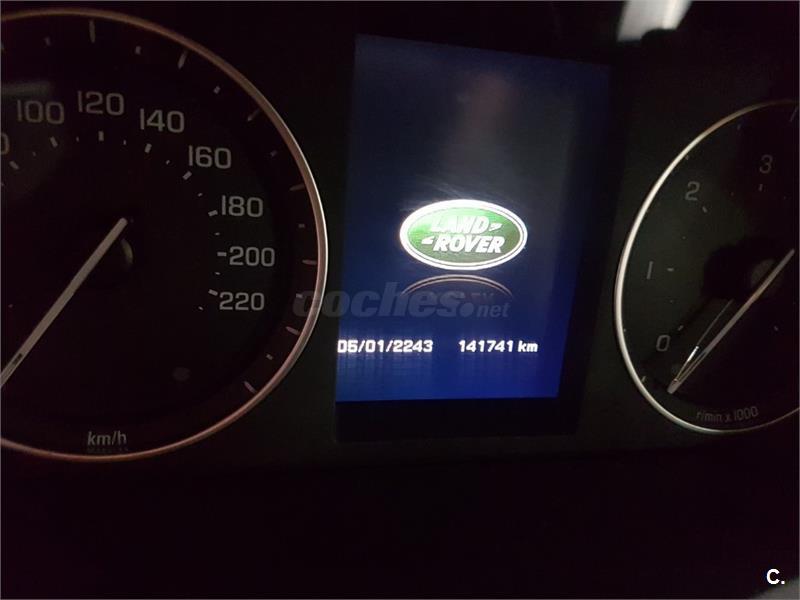 100
120
140
160
180
200
220
km/h
LAND
ROVER
coches.net
05/01/2243 141741 km
3
2
1
0
r/min x 1000
C.